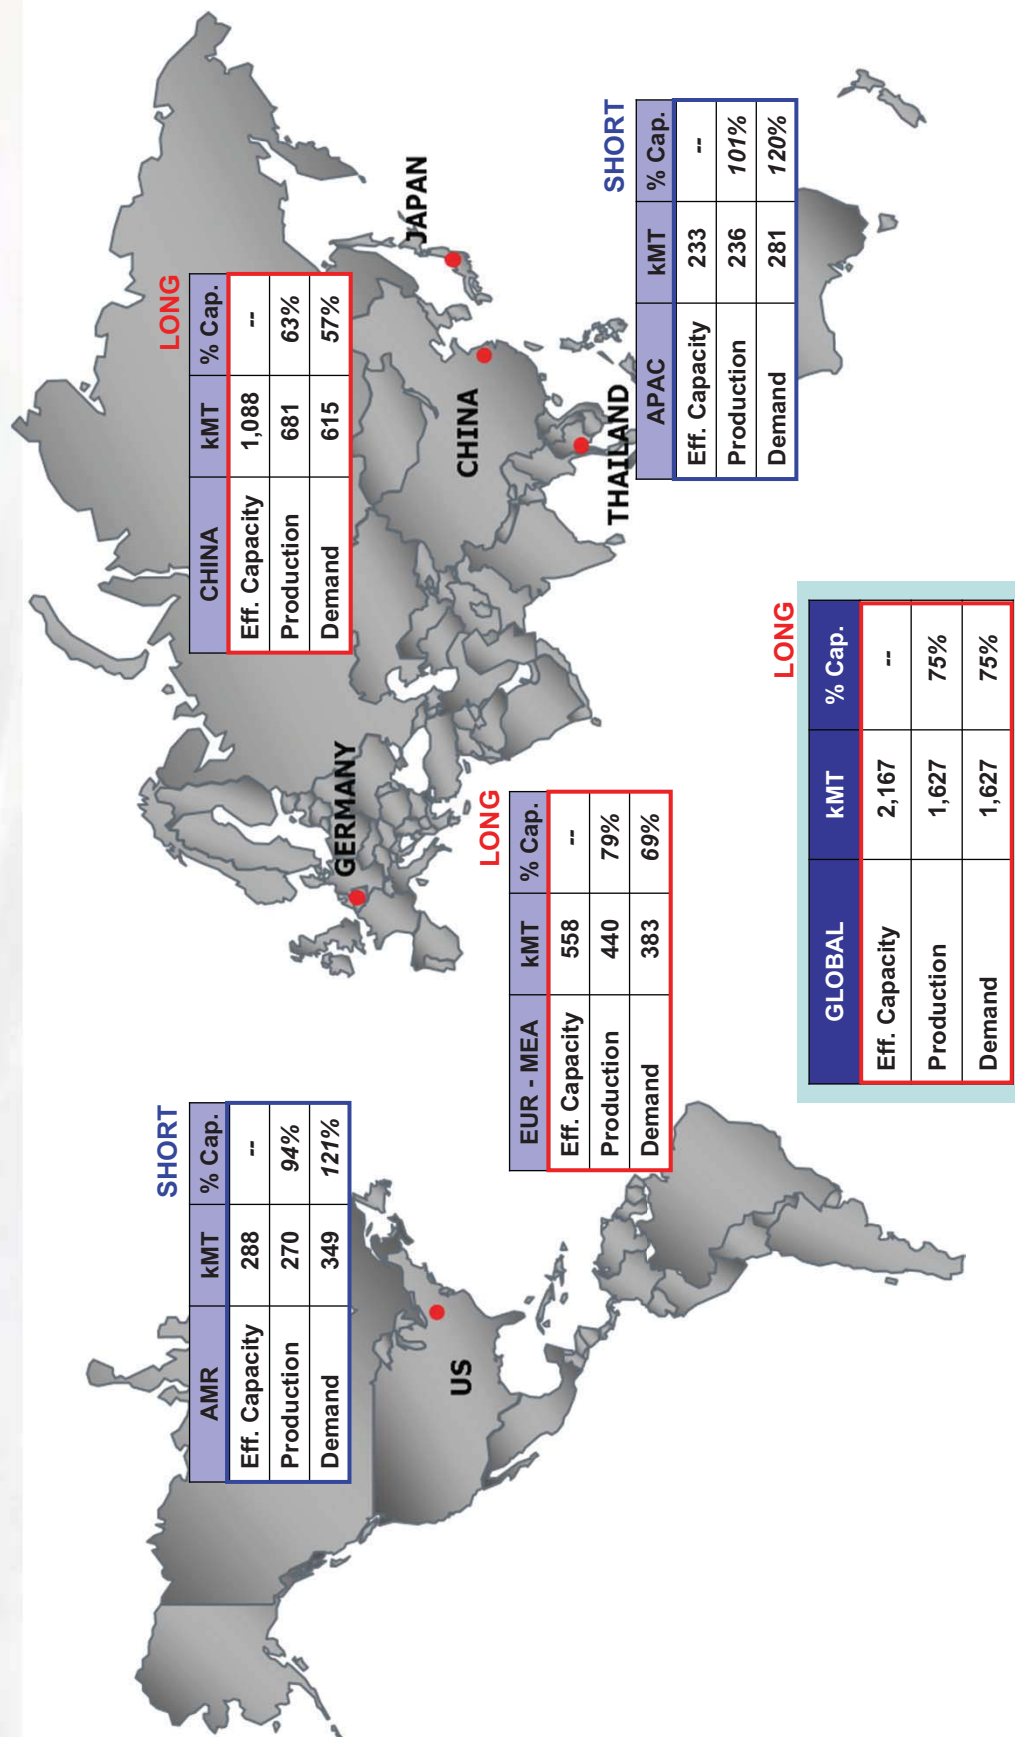 SHORT
AMR kMT % Cap.
Eff. Capacity 288 --
Production 270 94%
Demand 349 121%
LONG
CHINA kMT % Cap.
Eff. Capacity 1,088 --
Production 681 63%
Demand 615 57%
GERMANY
JAPAN
US
CHINA
THAILAND
LONG
EUR - MEA kMT % Cap.
Eff. Capacity 558 --
Production 440 79%
Demand 383 69%
SHORT
APAC kMT % Cap.
Eff. Capacity 233 --
Production 236 101%
Demand 281 120%
LONG
GLOBAL kMT % Cap.
Eff. Capacity 2,167 --
Production 1,627 75%
Demand 1,627 75%